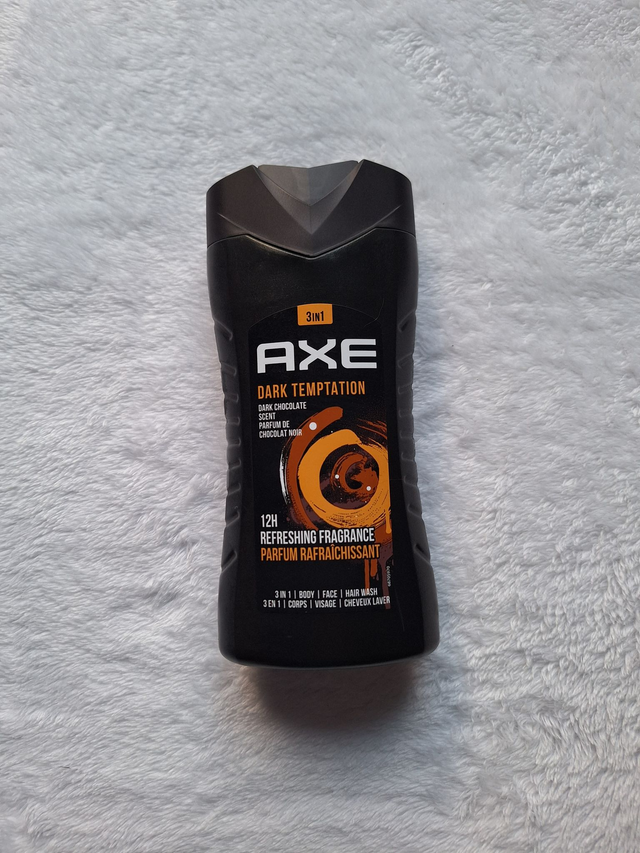 3IN1
AXE
DARK TEMPTATION
DARK CHOCOLATE
SCENT
PARFUM DE
CHOCOLAT NOIR
12H
REFRESHING FRAGRANCE
PARFUM RAFRAÎCHISSANT
3 IN 1 | BODY | FACE | HAIR WASH
3 EN 1 | CORPS | VISAGE | CHEVEUX LAVER